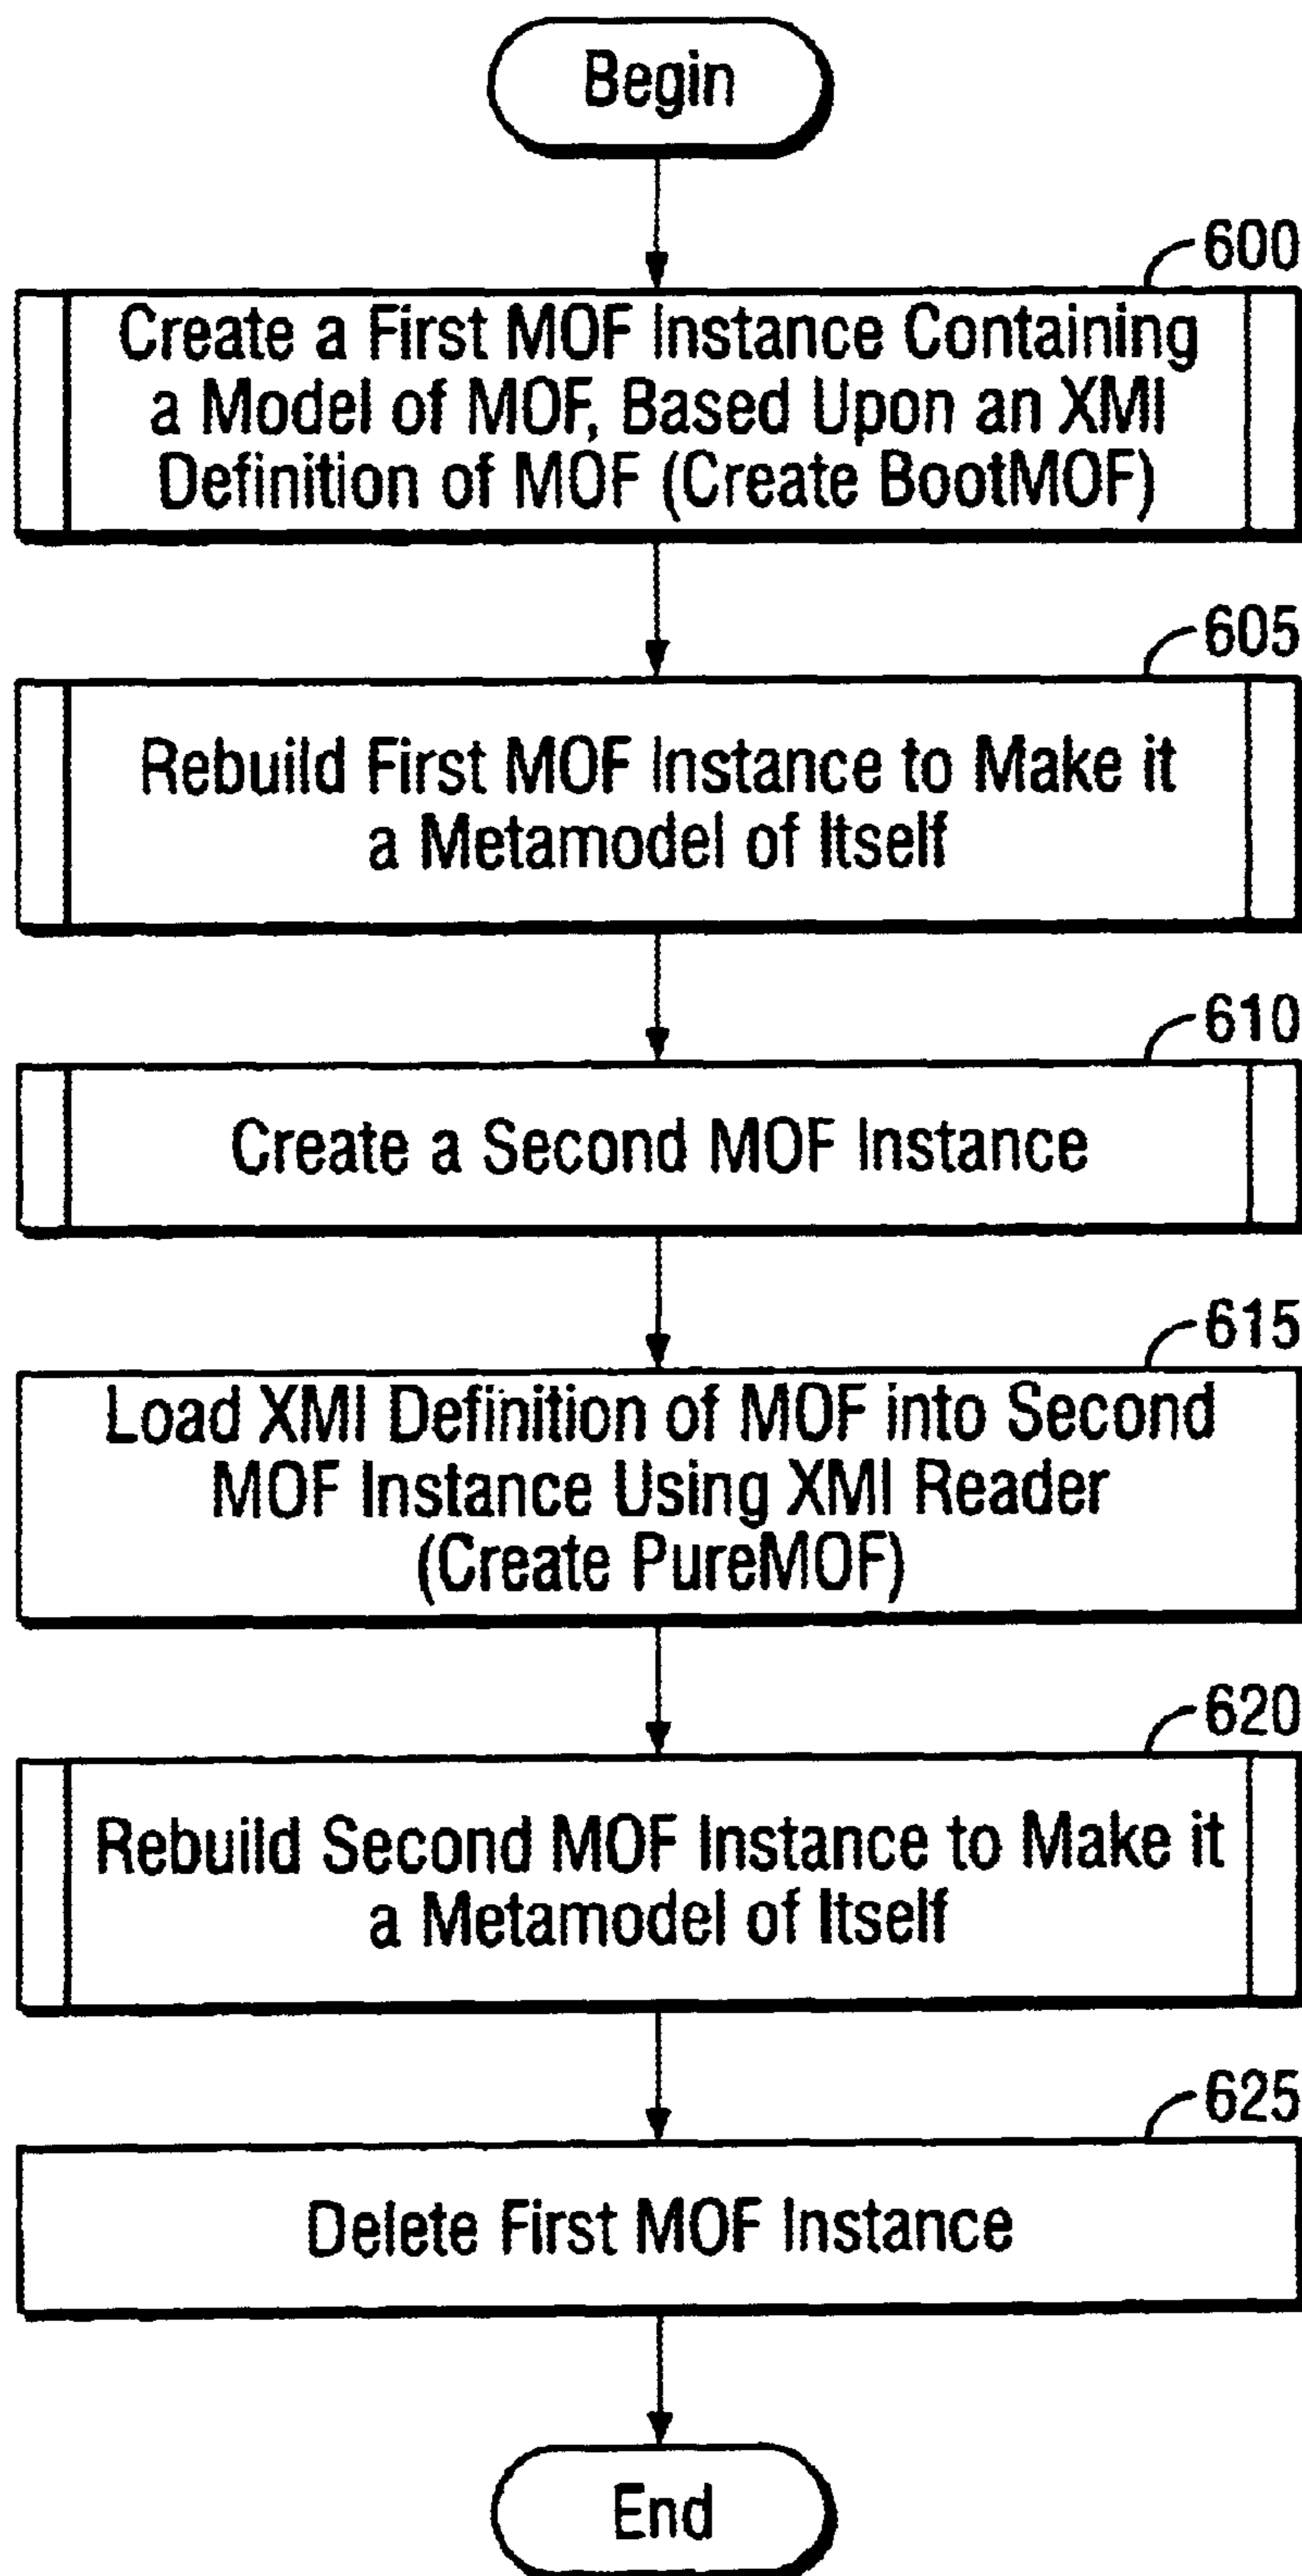 Begin
600
Create a First MOF Instance Containing
a Model of MOF, Based Upon an XMI
Definition of MOF (Create BootMOF)
605
Rebuild First MOF Instance to Make it
a Metamodel of Itself
610
Create a Second MOF Instance
615
Load XMI Definition of MOF into Second
MOF Instance Using XMI Reader
(Create PureMOF)
620
Rebuild Second MOF Instance to Make it
a Metamodel of Itself
625
Delete First MOF Instance
End